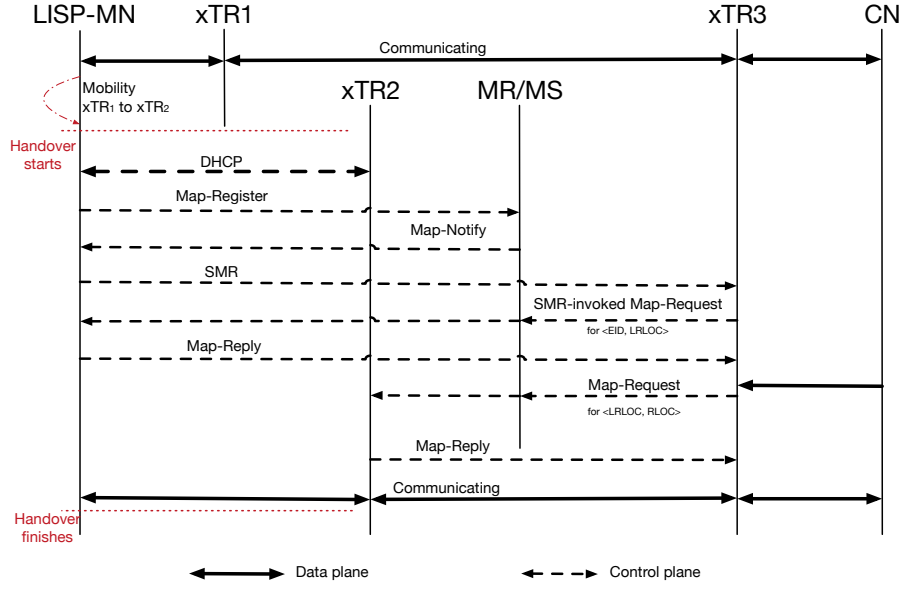 LISP-MN
xTR1
xTR3
CN
Communicating
Mobility
xTR1 to xTR2
xTR2
MR/MS
Handover
starts
DHCP
Map-Register
Map-Notify
SMR
SMR-invoked Map-Request
for <EID, LRLOC>
Map-Reply
Map-Request
for <LRLOC, RLOC>
Map-Reply
Communicating
Handover
finishes
Data plane
Control plane